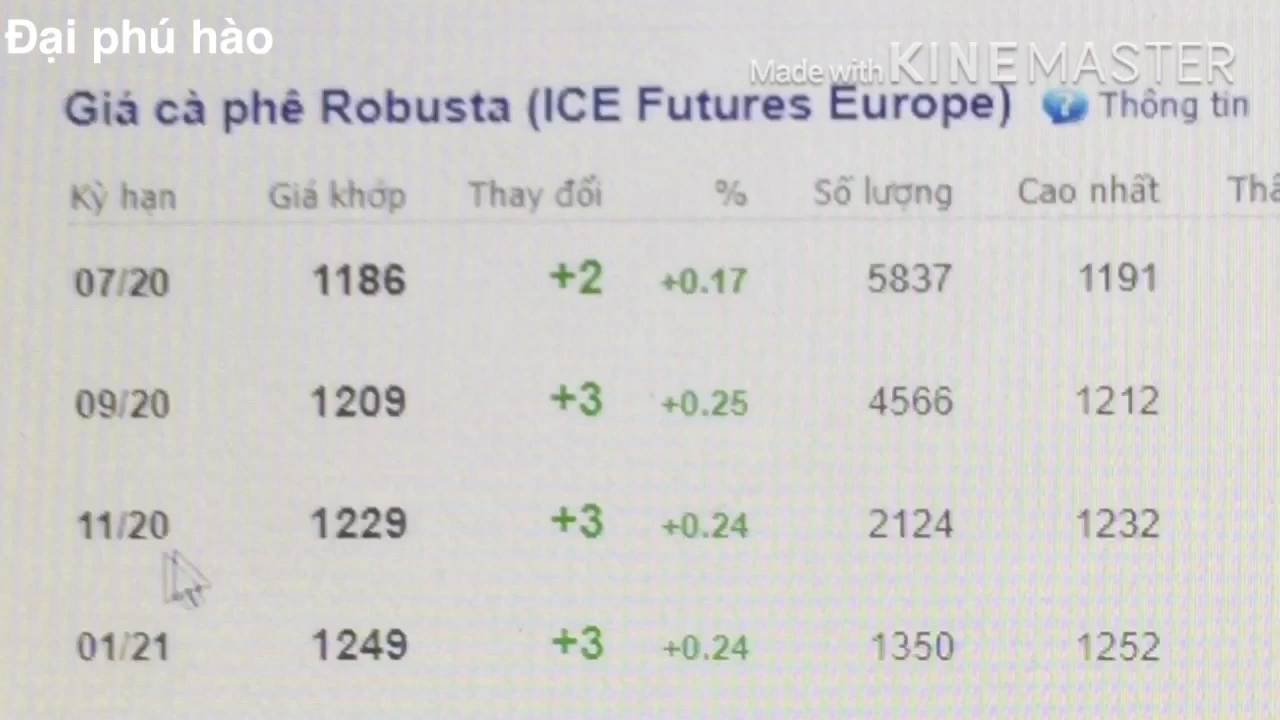 Đại phú hào
Made with KINEMASTER
Giá cà phê Robusta (ICE Futures Europe) Thông tin
Kỳ hạn Giá khớp Thay đổi % Số lượng Cao nhất
07/20 1186 +2 +0.17 5837 1191
09/20 1209 +3 +0.25 4566 1212
11/20 1229 +3 +0.24 2124 1232
01/21 1249 +3 +0.24 1350 1252